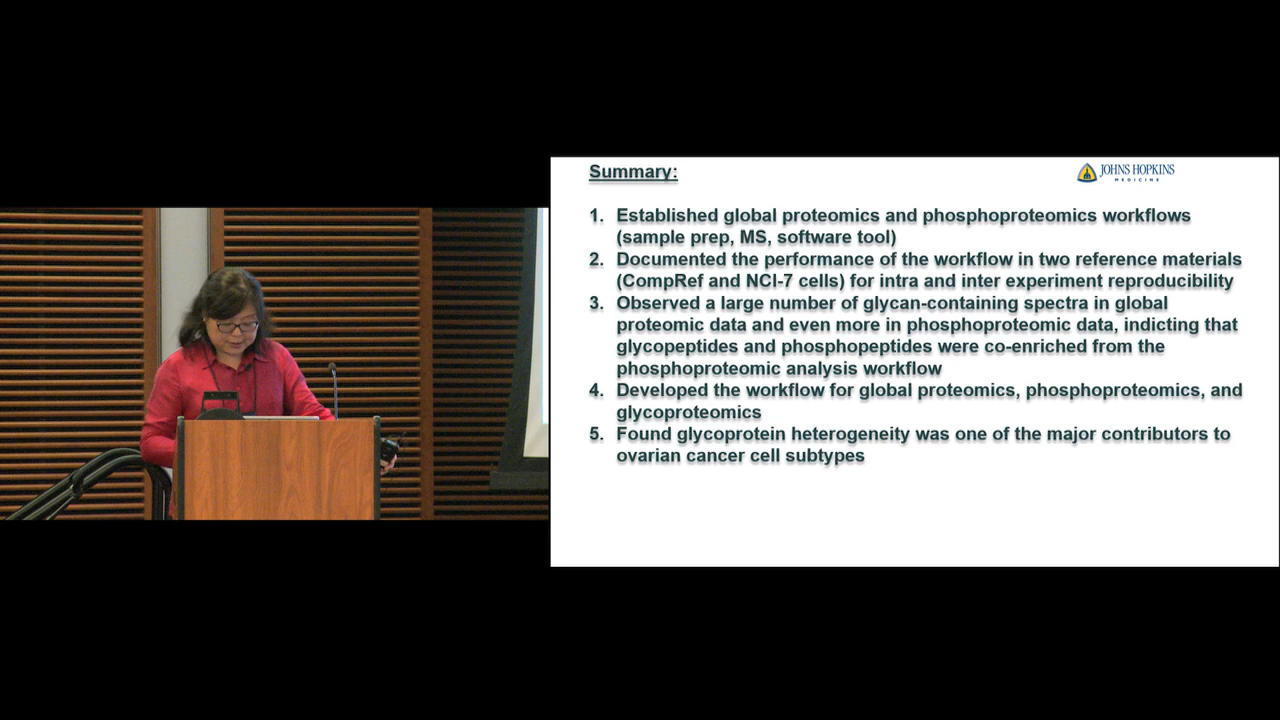 Summary:
JOHNS HOPKINS
MEDICINE
1. Established global proteomics and phosphoproteomics workflows
(sample prep, MS, software tool)
2. Documented the performance of the workflow in two reference materials
(CompRef and NCI-7 cells) for intra and inter experiment reproducibility
3. Observed a large number of glycan-containing spectra in global
proteomic data and even more in phosphoproteomic data, indicting that
glycopeptides and phosphopeptides were co-enriched from the
phosphoproteomic analysis workflow
4. Developed the workflow for global proteomics, phosphoproteomics, and
glycoproteomics
5. Found glycoprotein heterogeneity was one of the major contributors to
ovarian cancer cell subtypes